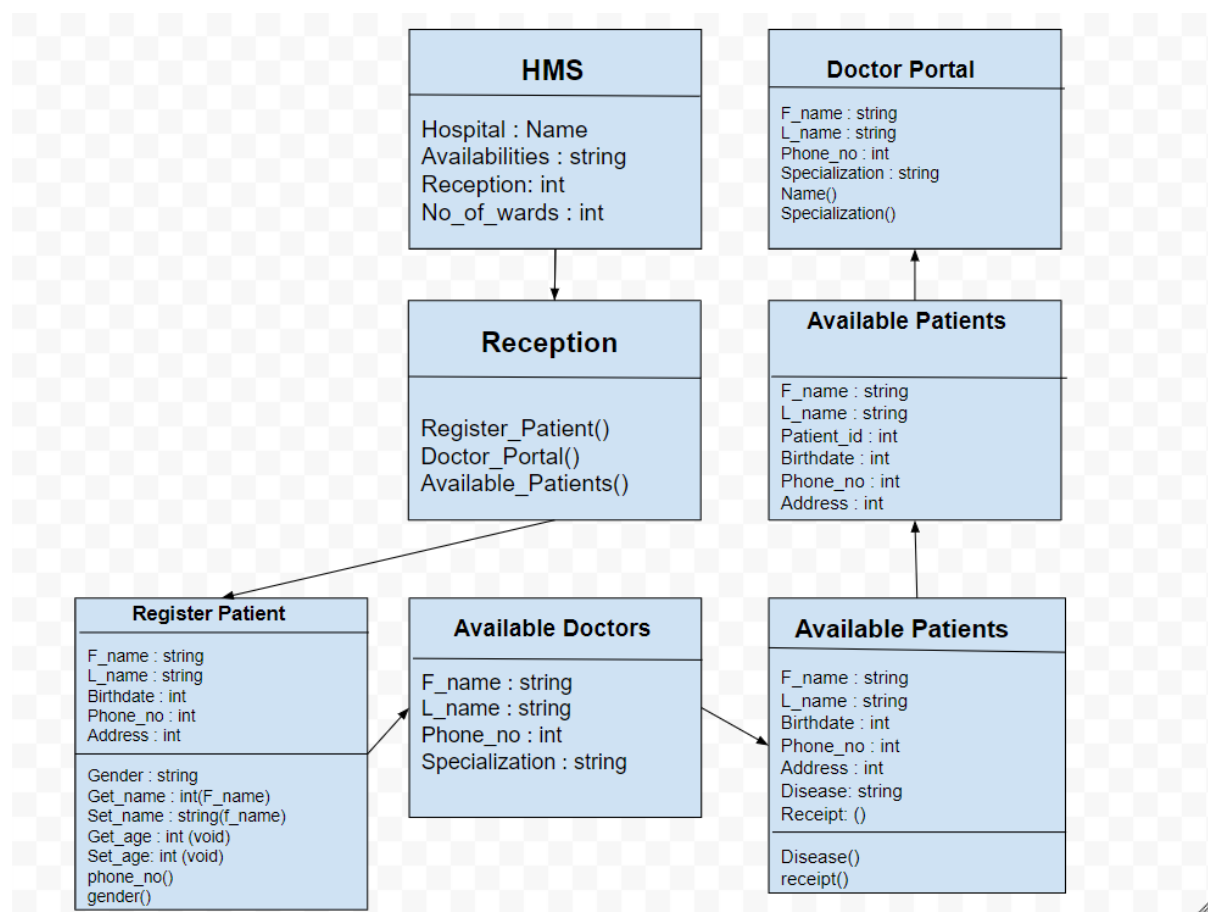 HMS
Hospital : Name
Availabilities : string
Reception: int
No_of_wards : int
Doctor Portal
F_name : string
L_name : string
Phone_no : int
Specialization : string
Name()
Specialization()
Reception
Register_Patient()
Doctor_Portal()
Available_Patients()
Available Patients
F_name : string
L_name : string
Patient_id : int
Birthdate : int
Phone_no : int
Address : int
Register Patient
F_name : string
L_name : string
Birthdate : int
Phone_no : int
Address : int
Gender : string
Get_name : int(F_name)
Set_name : string(f_name)
Get_age : int (void)
Set_age: int (void)
phone_no()
gender()
Available Doctors
F_name : string
L_name : string
Phone_no : int
Specialization : string
Available Patients
F_name : string
L_name : string
Birthdate : int
Phone_no : int
Address : int
Disease: string
Receipt: ()
Disease()
receipt()